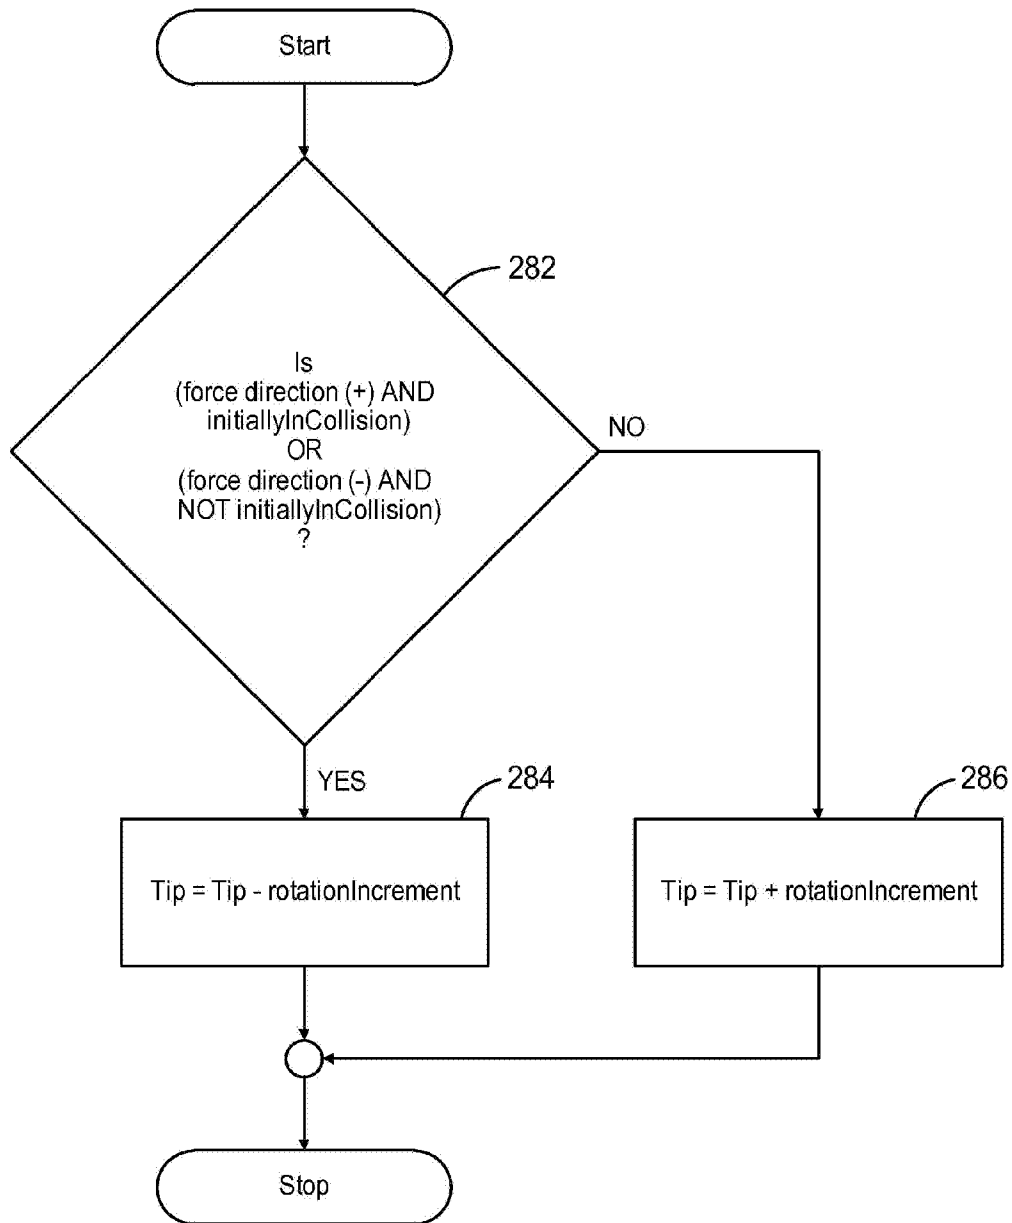 Start
282
Is
(force direction (+) AND
initiallyInCollision)
OR
(force direction (-) AND
NOT initiallyInCollision)
?
NO
YES
284
286
Tip = Tip - rotationIncrement
Tip = Tip + rotationIncrement
Stop